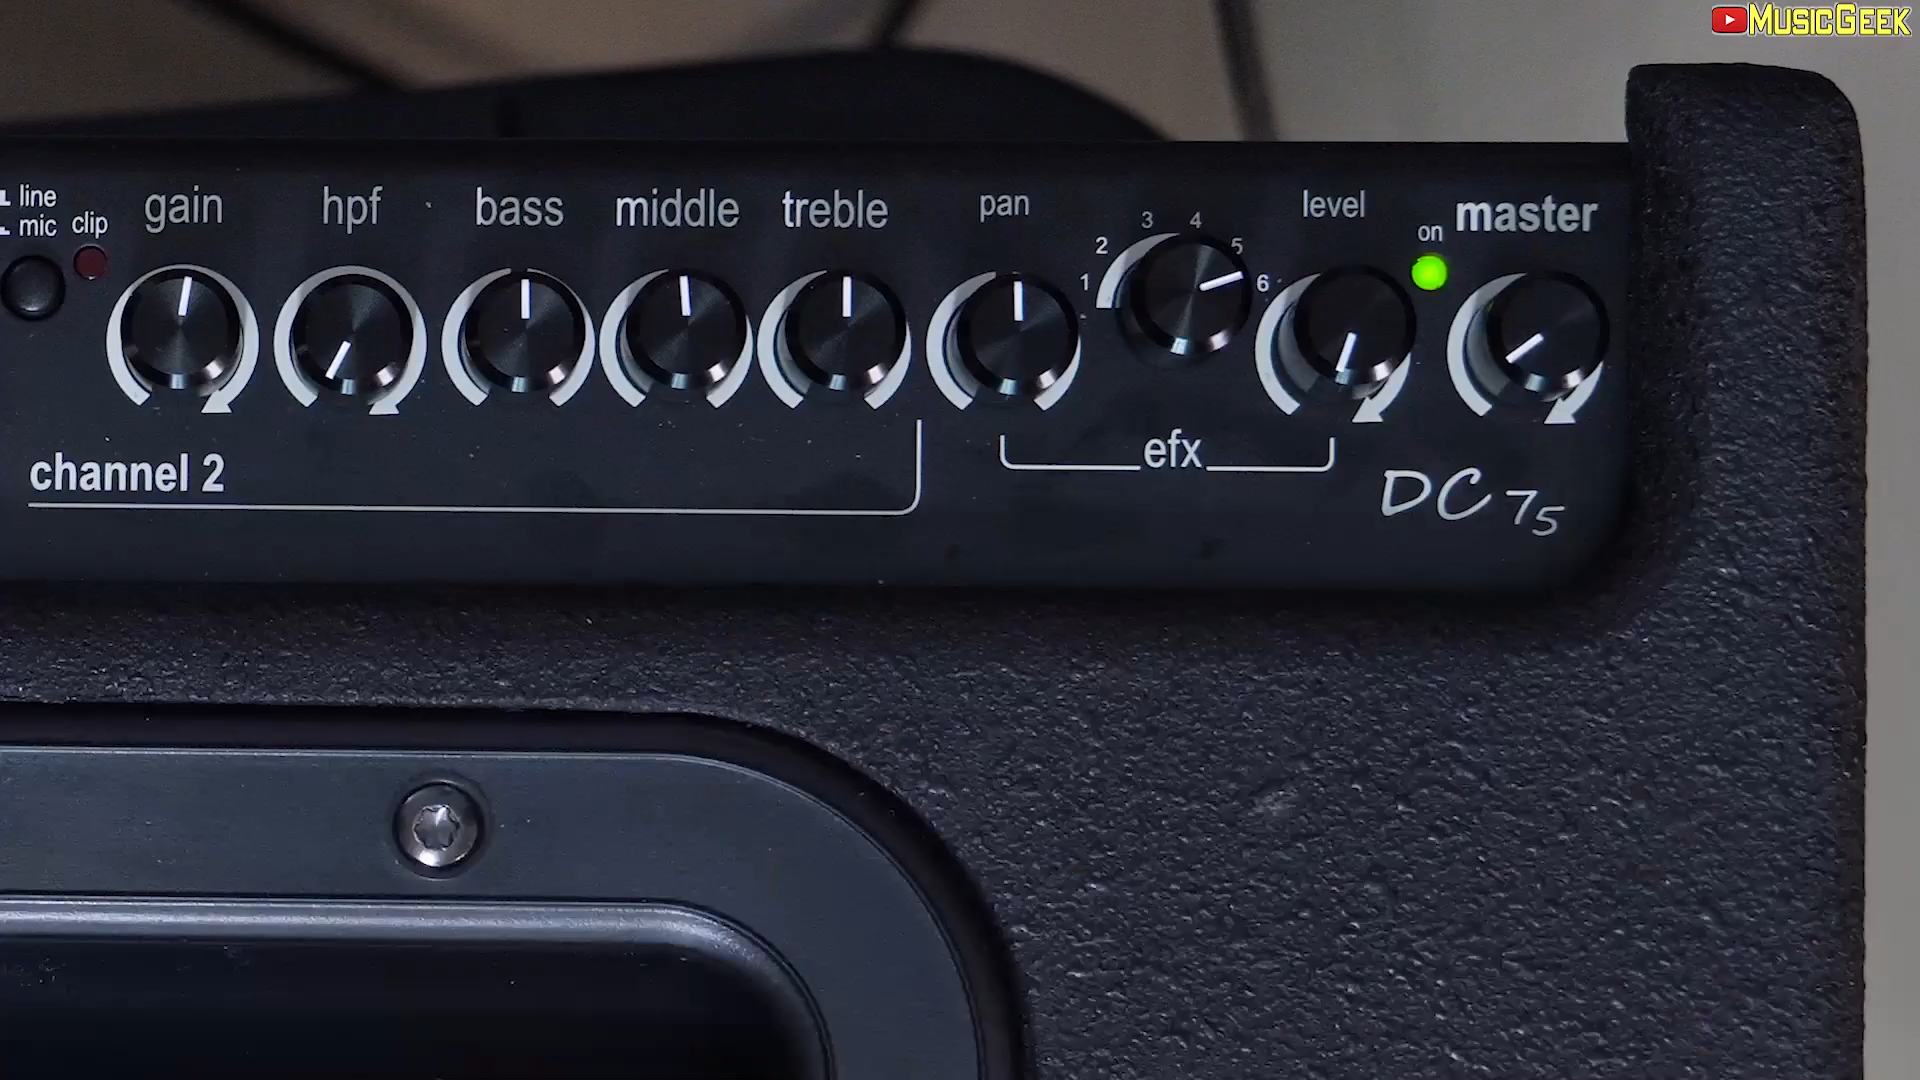 MUSICGEEK
line
mic
clip
gain
hpf
bass
middle
treble
pan
1
2
3
4
5
6
level
on
master
channel 2
efx
DC 75